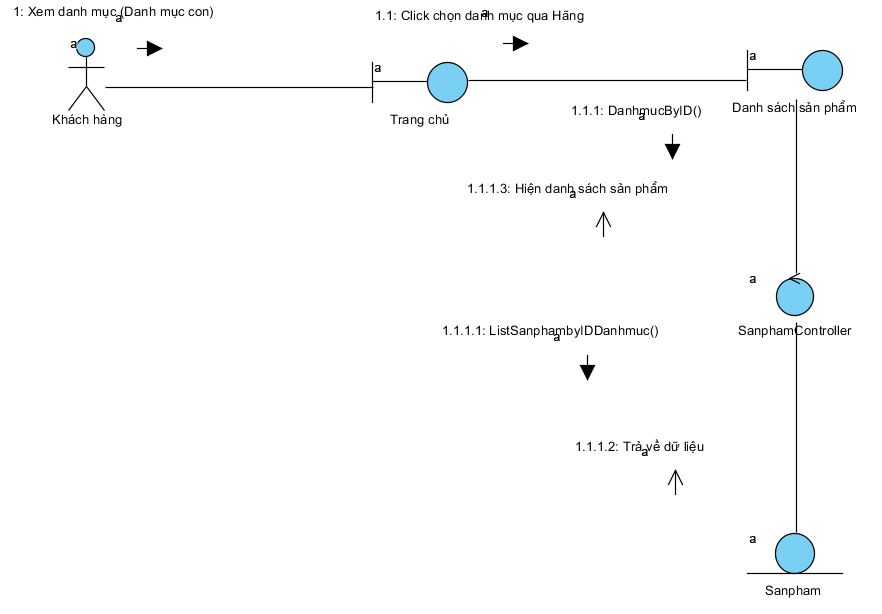 1: Xem danh mục (Danh mục con)
a
1.1: Click chọn danh mục qua Hãng
a
a
a
a
Khách hàng
Trang chủ
Danh sách sản phẩm
1.1.1: DanhmucByID()
a
1.1.1.3: Hiện danh sách sản phẩm
a
a
SanphamController
1.1.1.1: ListSanphambyIDDanhmuc()
a
1.1.1.2: Trả về dữ liệu
a
a
Sanpham